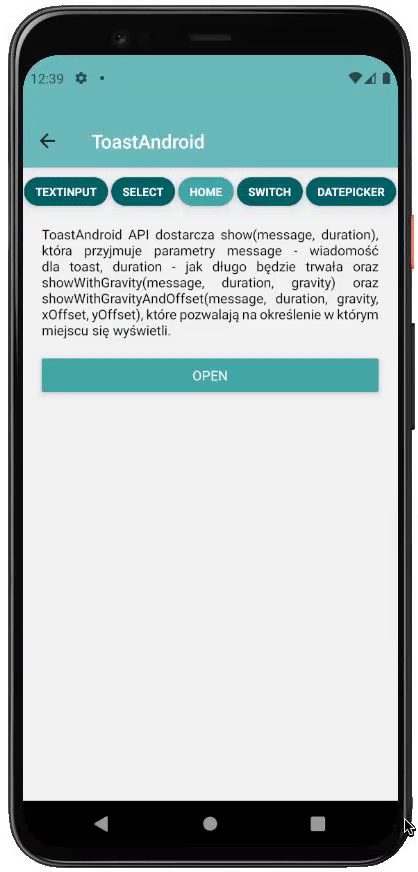 12:39
ToastAndroid
TEXTINPUT SELECT HOME SWITCH DATEPICKER
ToastAndroid API dostarcza show(message, duration),
która przyjmuje parametry message - wiadomość
dla toast, duration - jak długo będzie trwała oraz
showWithGravity(message, duration, gravity) oraz
showWithGravityAndOffset(message, duration, gravity,
xOffset, yOffset), które pozwalają na określenie w którym
miejscu się wyświetli.
OPEN